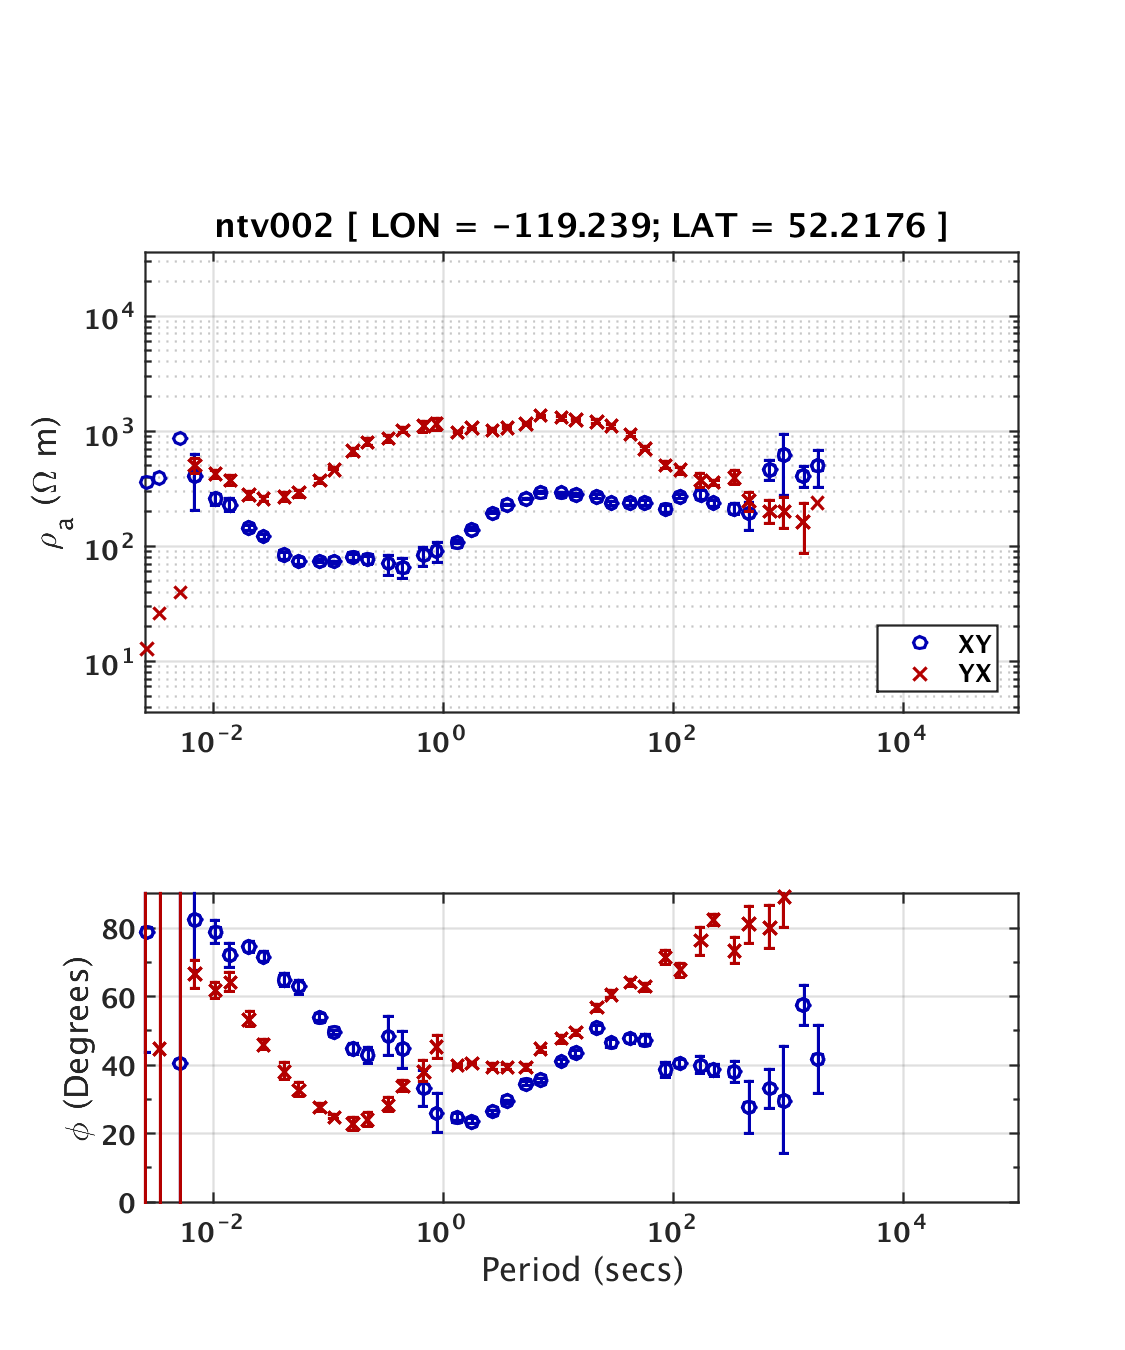 ntv002 [ LON = -119.239; LAT = 52.2176 ]
ρa (Ω m)
10^4
10^3
10^2
10^1
10^-2 10^0 10^2 10^4
XY
YX
ϕ (Degrees)
80
60
40
20
0
10^-2 10^0 10^2 10^4
Period (secs)